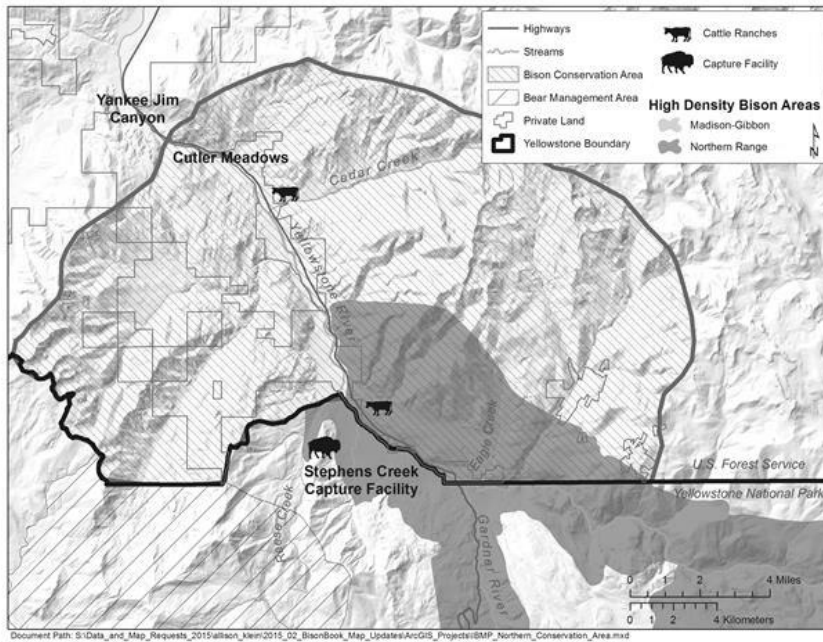 Highways
Streams
Bison Conservation Area
Bear Management Area
Private Land
Yellowstone Boundary
Cattle Ranches
Capture Facility
High Density Bison Areas
Madison-Gibbon
Northern Range
N
Yankee Jim
Canyon
Cutler Meadows
Cedar Creek
Yellowstone River
Eagle Creek
Stephens Creek
Capture Facility
Reese Creek
Gardner River
U.S. Forest Service
Yellowstone National Park
0 1 2 4 Miles
0 1 2 4 Kilometers
Document Path: S:\Data_and_Map_Requests_2015\allison_klein\2015_02_BisonBook_Map_Updates\ArcGIS_Projects\IBMP_Northern_Conservation_Area.mxd